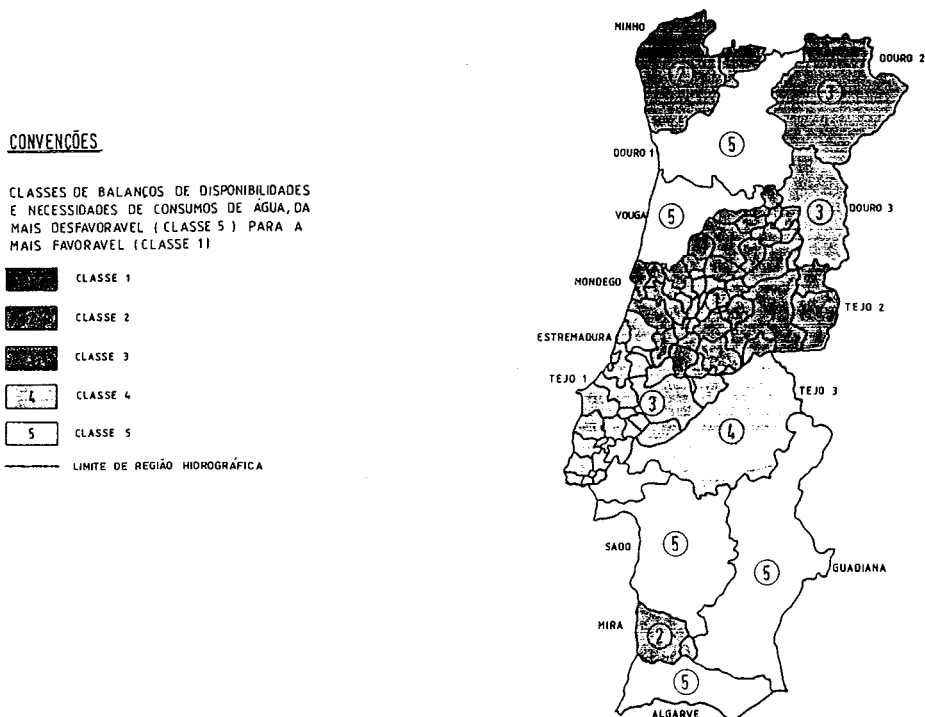 CONVENÇÕES
CLASSES DE BALANÇOS DE DISPONIBILIDADES
E NECESSIDADES DE CONSUMOS DE ÁGUA, DA
MAIS DESFAVORAVEL (CLASSE 5) PARA A
MAIS FAVORAVEL (CLASSE 1)
CLASSE 1
CLASSE 2
CLASSE 3
4 CLASSE 4
5 CLASSE 5
LIMITE DE REGIÃO HIDROGRÁFICA
MINHO
2
DOURO 2
3
DOURO 1
5
VOUGA
5
3
DOURO 3
MONDEGO
TEJO 2
ESTREMADURA
TEJO 1
3
TEJO 3
4
SADO
5
5
GUADIANA
MIRA
2
5
ALGARVE